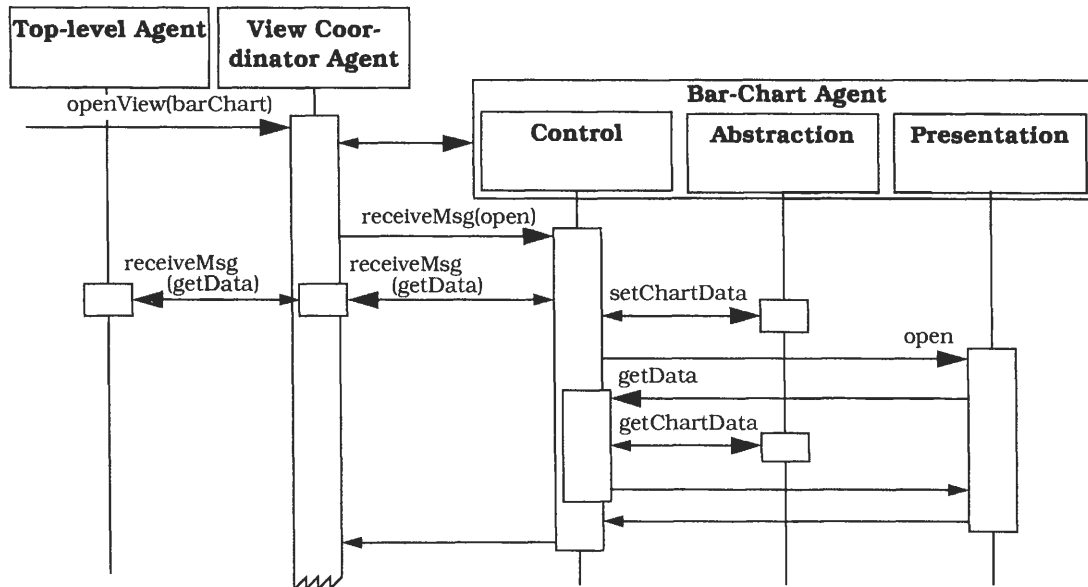 Top-level Agent
View Coor-
dinator Agent
openView(barChart)
Bar-Chart Agent
Control
Abstraction
Presentation
receiveMsg(open)
receiveMsg
(getData)
receiveMsg
(getData)
setChartData
open
getData
getChartData